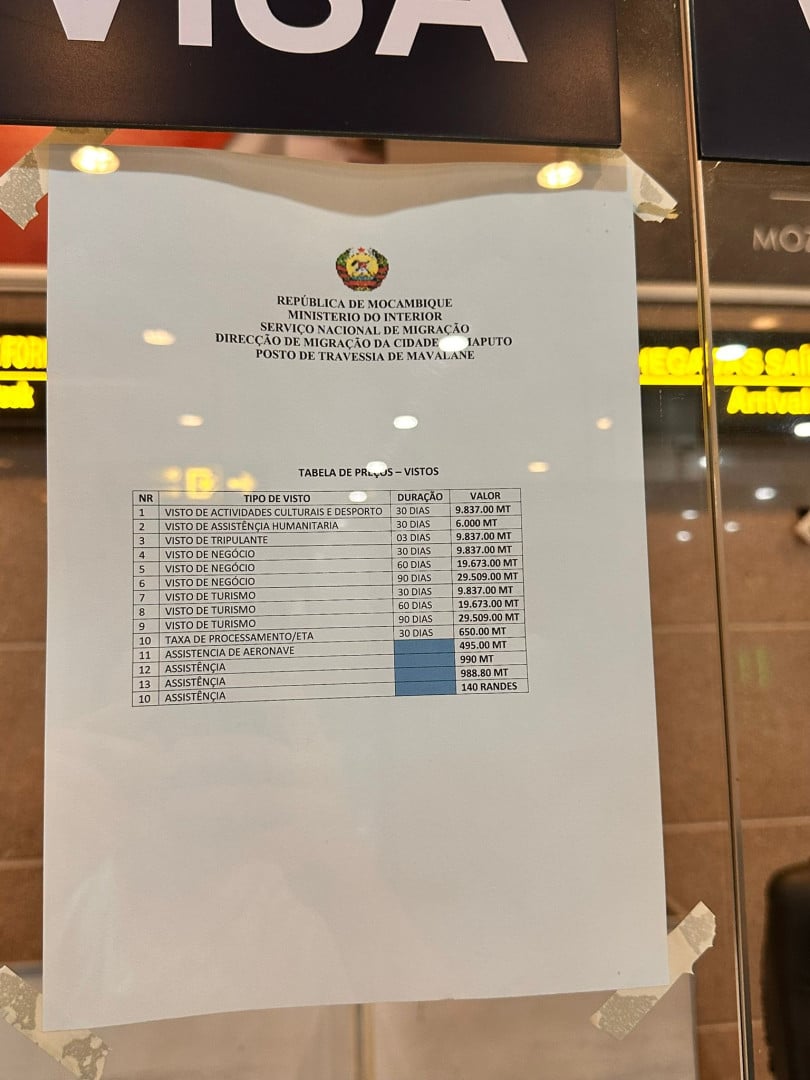 VISA
REPÚBLICA DE MOCAMBIQUE
MINISTERIO DO INTERIOR
SERVIÇO NACIONAL DE MIGRAÇÃO
DIRECÇÃO DE MIGRAÇÃO DA CIDADE MAPUTO
POSTO DE TRAVESSIA DE MAVALANE
TABELA DE PREÇOS – VISTOS
NR TIPO DE VISTO DURAÇÃO VALOR
1 VISTO DE ACTIVIDADES CULTURAIS E DESPORTO 30 DIAS 9.837.00 MT
2 VISTO DE ASSISTÊNÇIA HUMANITARIA 30 DIAS 6.000 MT
3 VISTO DE TRIPULANTE 03 DIAS 9.837.00 MT
4 VISTO DE NEGÓCIO 30 DIAS 9.837.00 MT
5 VISTO DE NEGÓCIO 60 DIAS 19.673.00 MT
6 VISTO DE NEGÓCIO 90 DIAS 29.509.00 MT
7 VISTO DE TURISMO 30 DIAS 9.837.00 MT
8 VISTO DE TURISMO 60 DIAS 19.673.00 MT
9 VISTO DE TURISMO 90 DIAS 29.509.00 MT
10 TAXA DE PROCESSAMENTO/ETA 30 DIAS 650.00 MT
11 ASSISTENCIA DE AERONAVE 495.00 MT
12 ASSISTÊNÇIA 990 MT
13 ASSISTÊNÇIA 988.80 MT
10 ASSISTÊNÇIA 140 RANDES
MOZ
Arrival